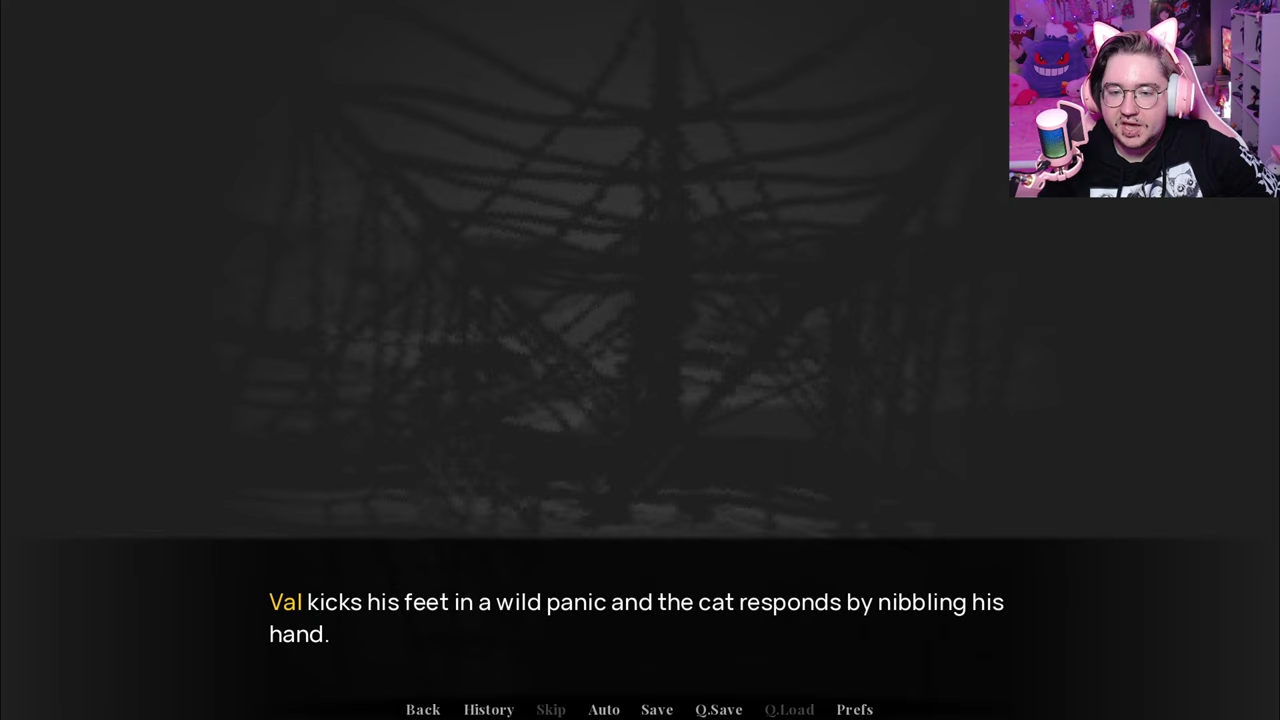 Val kicks his feet in a wild panic and the cat responds by nibbling his
hand.
Back History Skip Auto Save Q.Save Q.Load Prefs